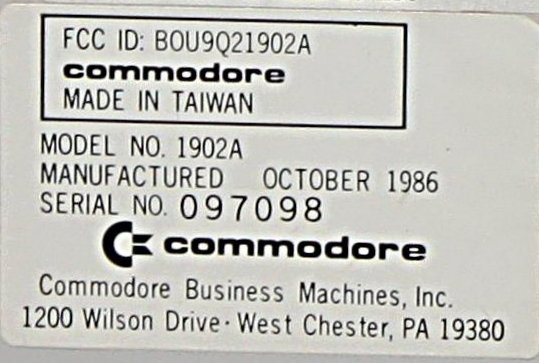 FCC ID: BOU9Q21902A
commodore
MADE IN TAIWAN
MODEL NO. 1902A
MANUFACTURED OCTOBER 1986
SERIAL NO. 097098
commodore
Commodore Business Machines, Inc.
1200 Wilson Drive · West Chester, PA 19380